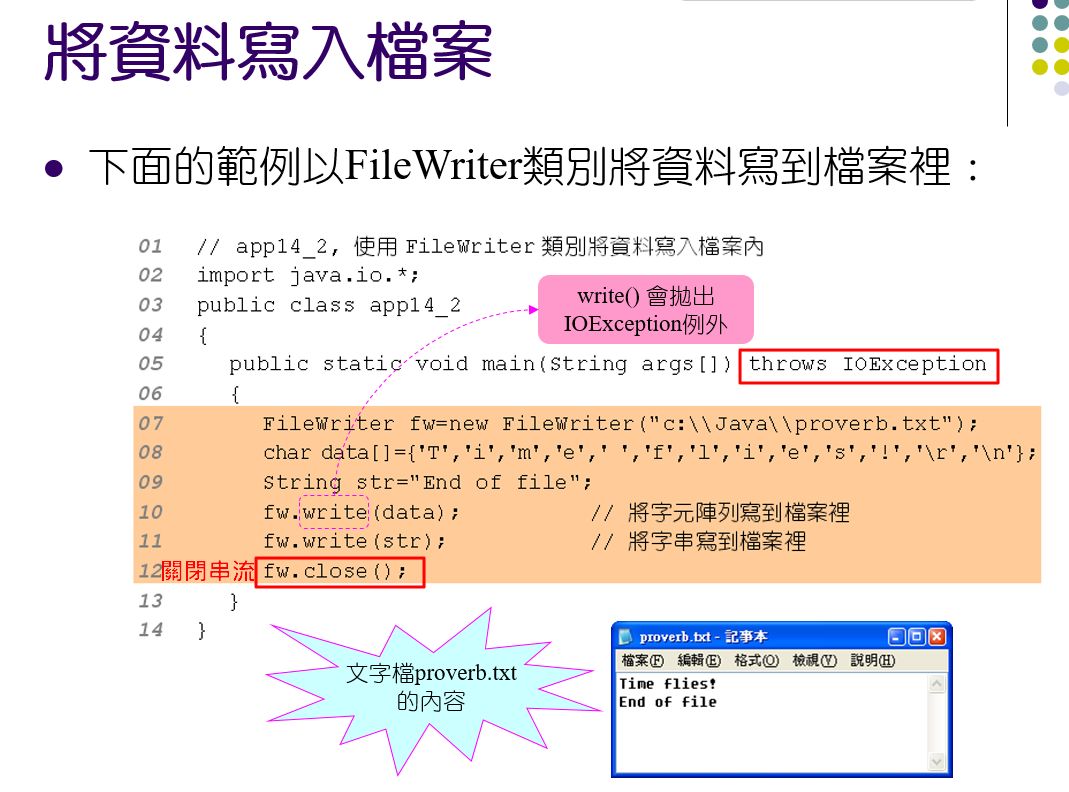 將資料寫入檔案
下面的範例以FileWriter類別將資料寫到檔案裡：
01 // app14_2, 使用 FileWriter 類別將資料寫入檔案內
02 import java.io.*;
03 public class app14_2
04 {
05 public static void main(String args[]) throws IOException
06 {
07 FileWriter fw=new FileWriter("c:\\Java\\proverb.txt");
08 char data[]={'T','i','m','e',' ','f','l','i','e','s','!','\r','\n'};
09 String str="End of file";
10 fw.write(data); // 將字元陣列寫到檔案裡
11 fw.write(str); // 將字串寫到檔案裡
12 關閉串流 fw.close();
13 }
14 }
write() 會拋出
IOException例外
文字檔proverb.txt
的內容
proverb.txt - 記事本
檔案(F) 編輯(E) 格式(O) 檢視(V) 說明(H)
Time flies!
End of file